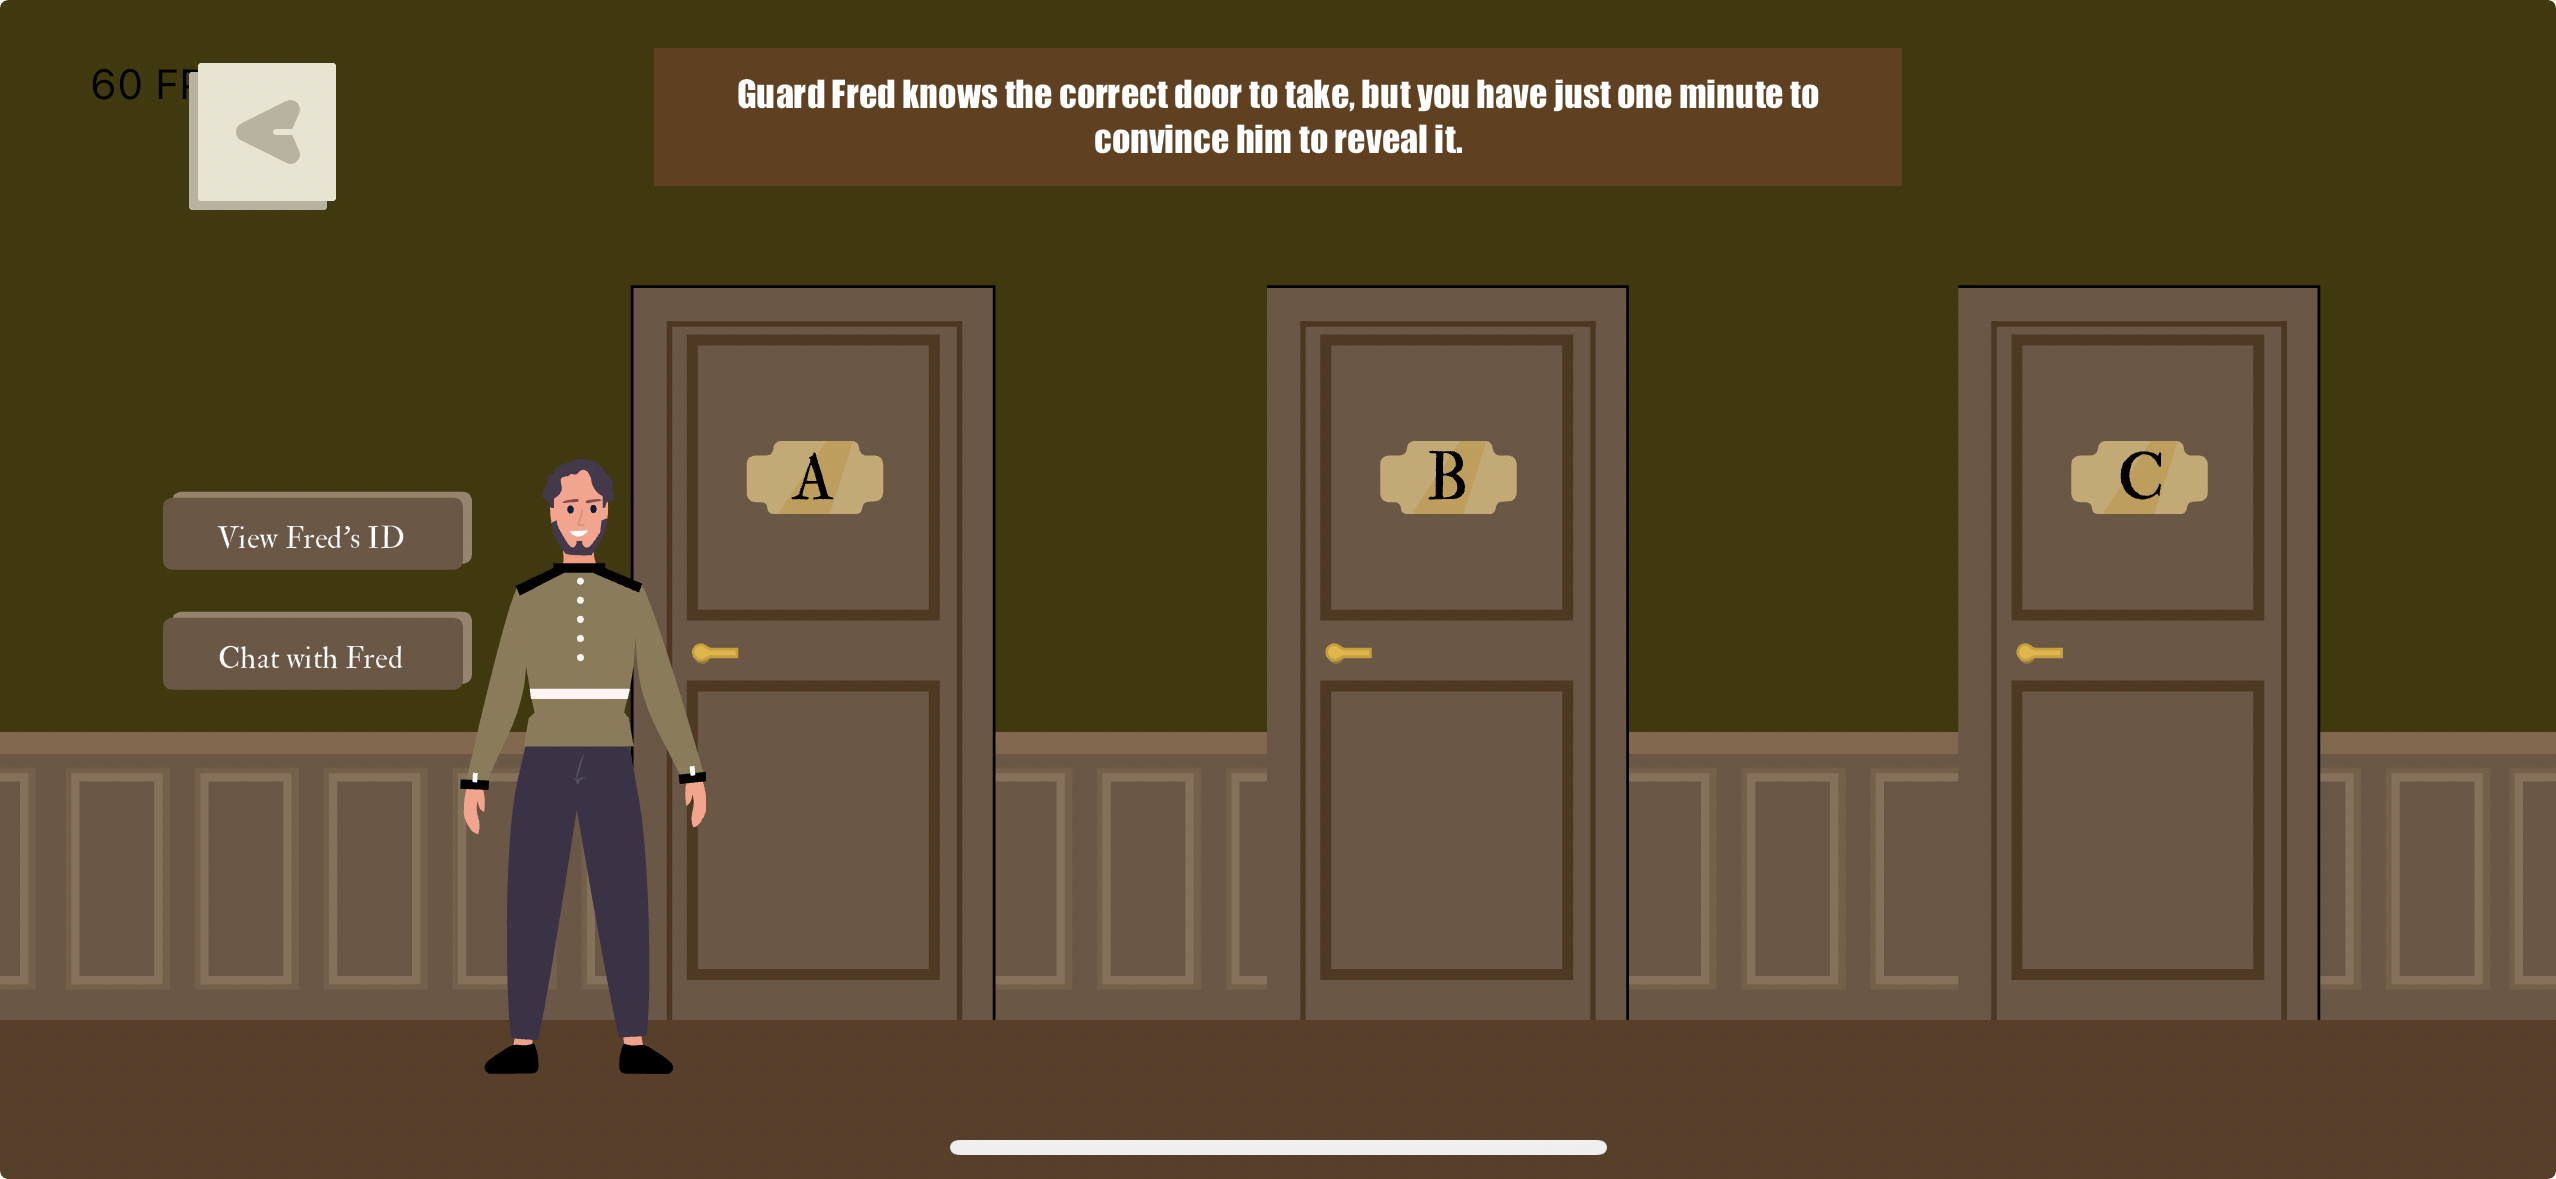 60
Guard Fred knows the correct door to take, but you have just one minute to
convince him to reveal it.
A
B
C
View Fred's ID
Chat with Fred